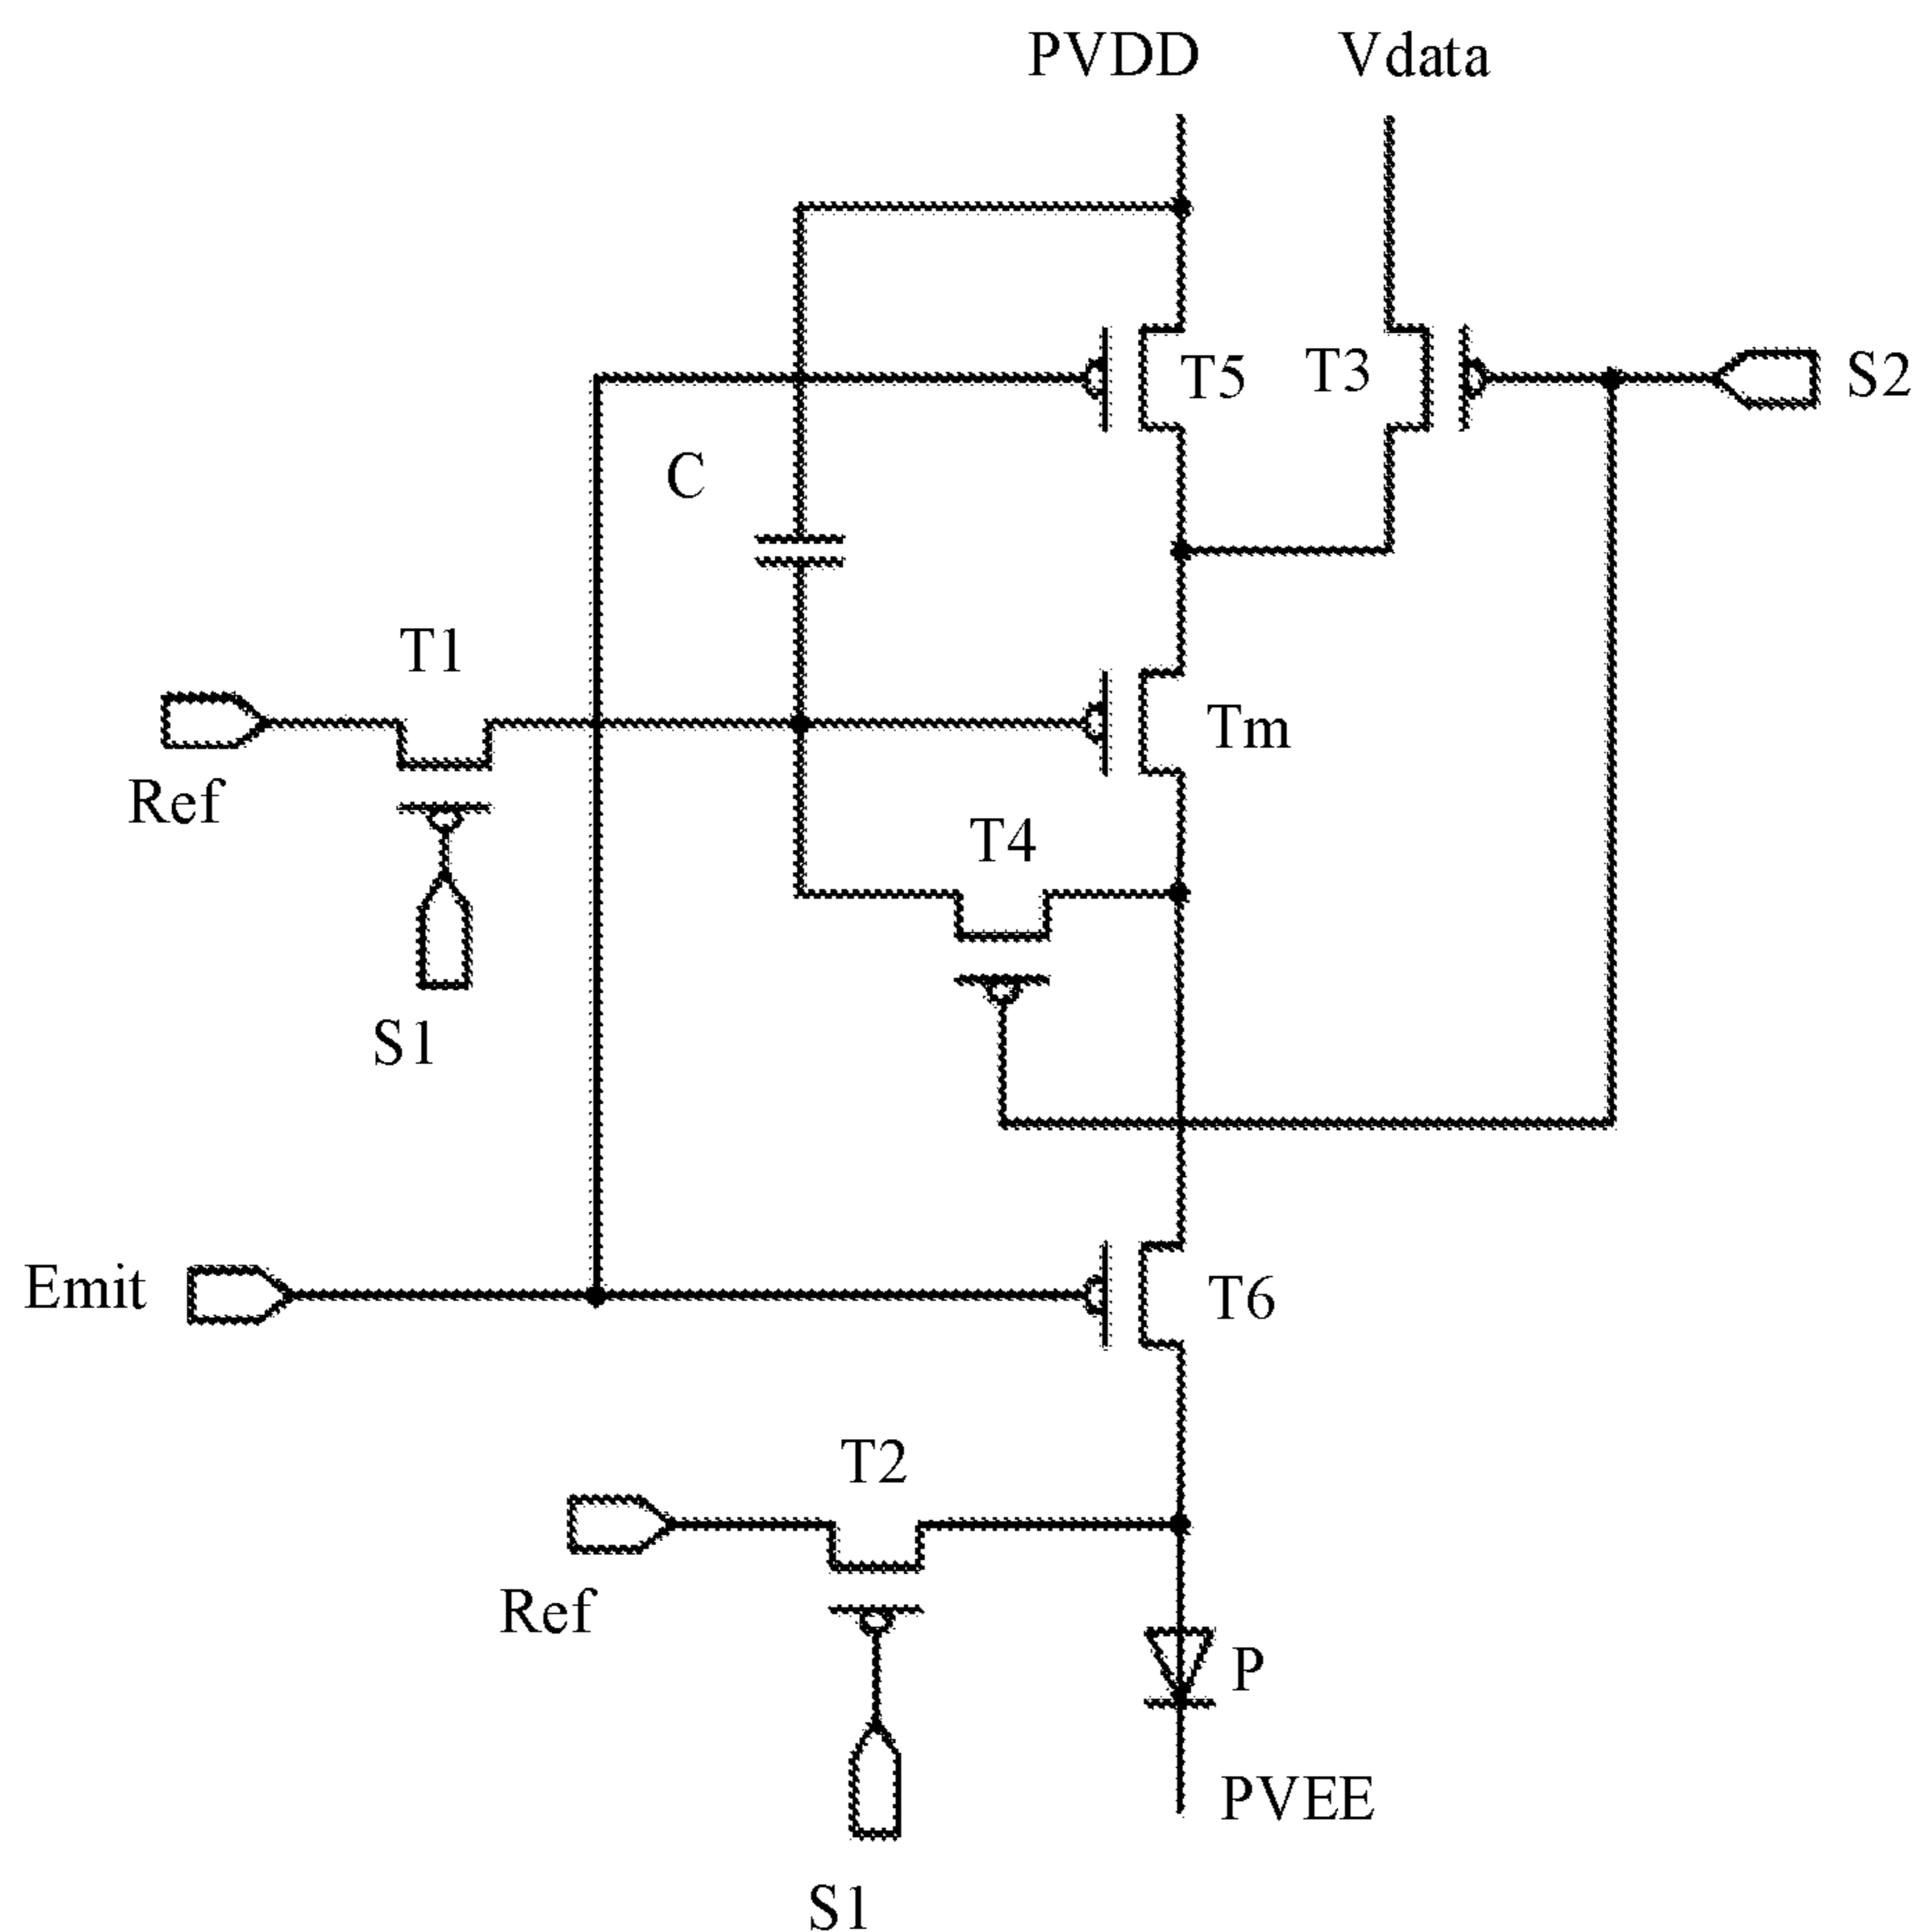 PVDD
Vdata
T5
T3
S2
C
T1
Tm
Ref
T4
S1
Emit
T6
T2
Ref
P
PVEE
S1